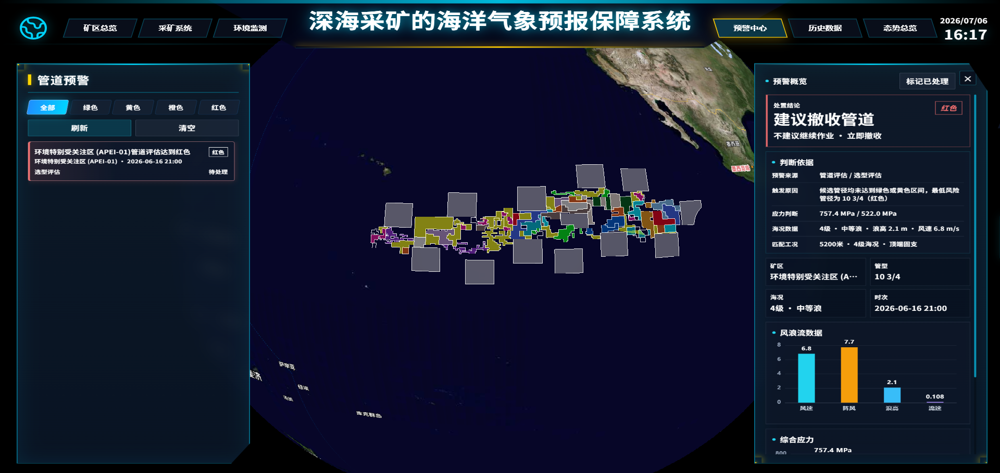 深海采矿的海洋气象预报保障系统
矿区总览
采矿系统
环境监测
预警中心
历史数据
态势总览
2026/07/06
16:17
管道预警
全部
绿色
黄色
橙色
红色
刷新
清空
环境特别受关注区 (APEI-01)管道评估达到红色
红色
环境特别受关注区 (APEI-01) • 2026-06-16 21:00
选型评估
待处理
美国
墨西哥
墨西哥城
萨摩亚
纽埃
汤加
库克群岛
预警概览
标记已处理
×
处置结论
红色
建议撤收管道
不建议继续作业 • 立即撤收
判断依据
预警来源 管道评估 / 选型评估
触发原因 候选管径均未达到绿色或黄色区间，最低风险
管径为 10 3/4（红色）
应力判断 757.4 MPa / 522.0 MPa
海况数据 4级 • 中等浪 • 浪高 2.1 m • 风速 6.8 m/s
匹配工况 5200米 • 4级海况 • 顶端固支
矿区
环境特别受关注区 (A…
管型
10 3/4
海况
4级 • 中等浪
时次
2026-06-16 21:00
风浪流数据
8
6
4
2
0
6.8
7.7
2.1
0.108
风速
阵风
浪高
流速
综合应力
757.4 MPa
800